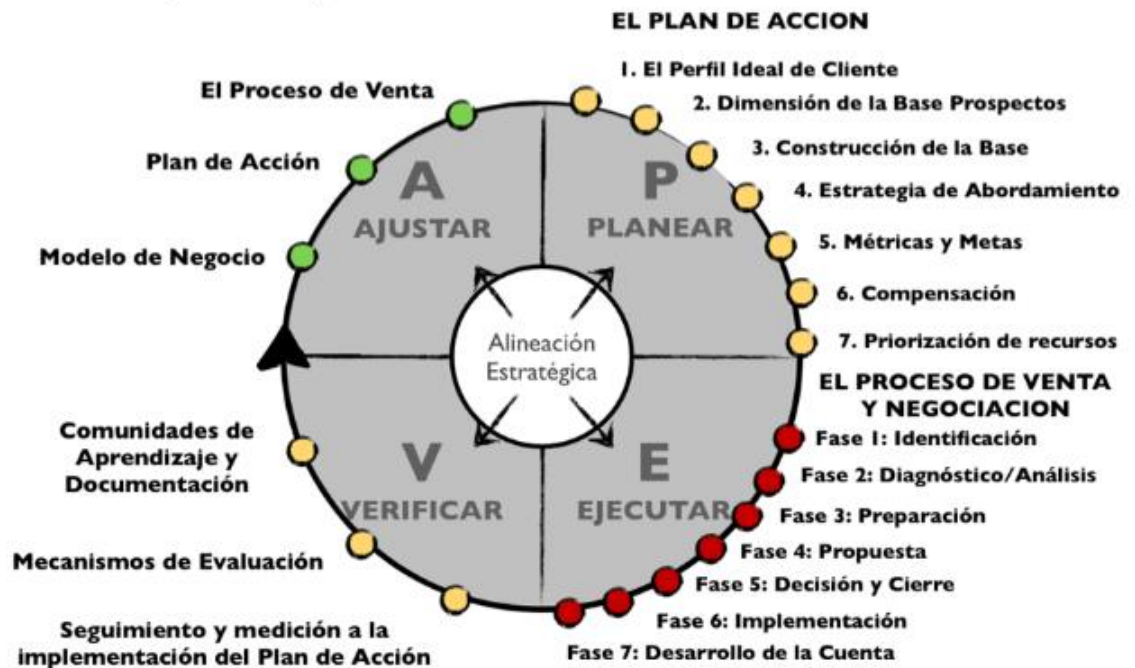 EL PLAN DE ACCION
1. El Perfil Ideal de Cliente
2. Dimensión de la Base Prospectos
3. Construcción de la Base
4. Estrategia de Abordamiento
5. Métricas y Metas
6. Compensación
7. Priorización de recursos
P
PLANEAR
EL PROCESO DE VENTA
Y NEGOCIACION
Fase 1: Identificación
Fase 2: Diagnóstico/Análisis
Fase 3: Preparación
Fase 4: Propuesta
Fase 5: Decisión y Cierre
Fase 6: Implementación
Fase 7: Desarrollo de la Cuenta
E
EJECUTAR
Seguimiento y medición a la
implementación del Plan de Acción
Mecanismos de Evaluación
Comunidades de
Aprendizaje y
Documentación
V
VERIFICAR
Modelo de Negocio
Plan de Acción
El Proceso de Venta
A
AJUSTAR
Alineación
Estratégica